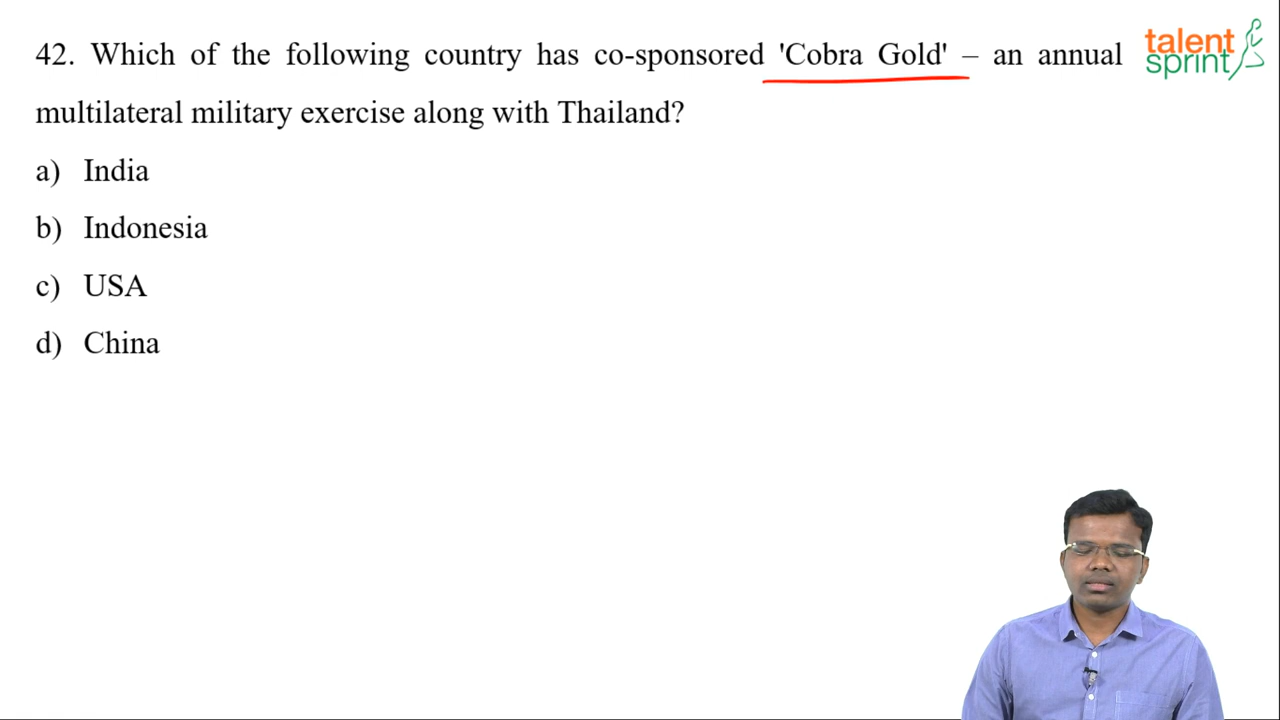 42. Which of the following country has co-sponsored 'Cobra Gold' – an annual
multilateral military exercise along with Thailand?
a) India
b) Indonesia
c) USA
d) China
talent
sprint